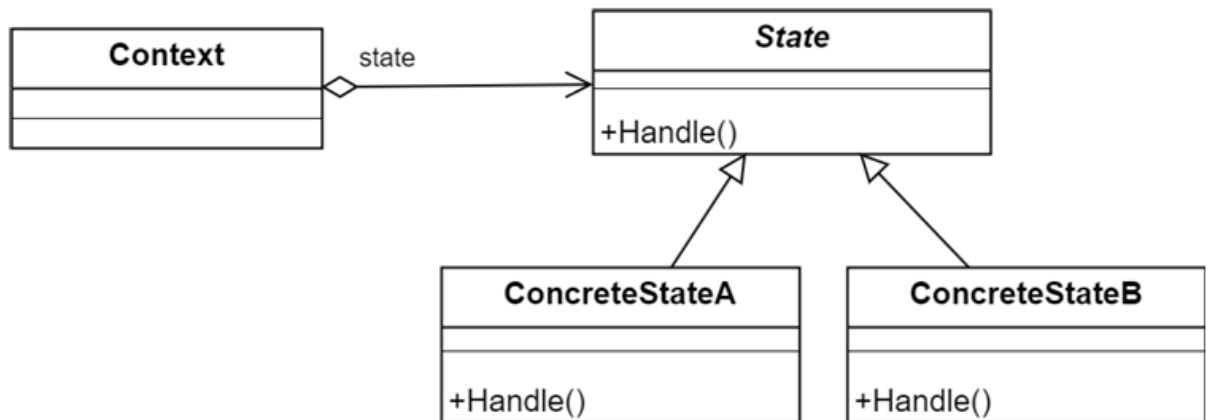 Context
state
State
+Handle()
ConcreteStateA
+Handle()
ConcreteStateB
+Handle()